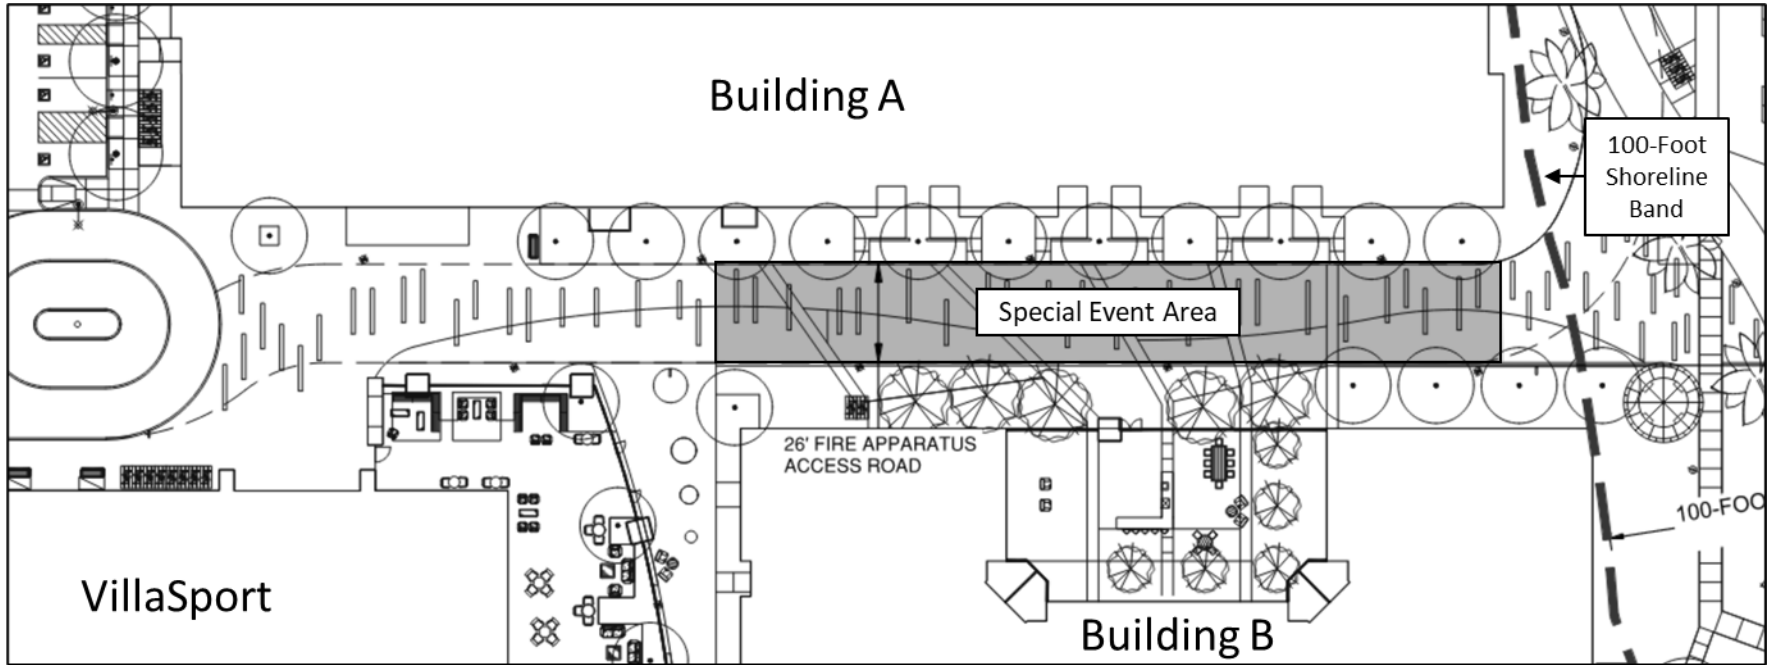 Building A
100-Foot
Shoreline
Band
Special Event Area
26' FIRE APPARATUS
ACCESS ROAD
100-FOO
VillaSport
Building B